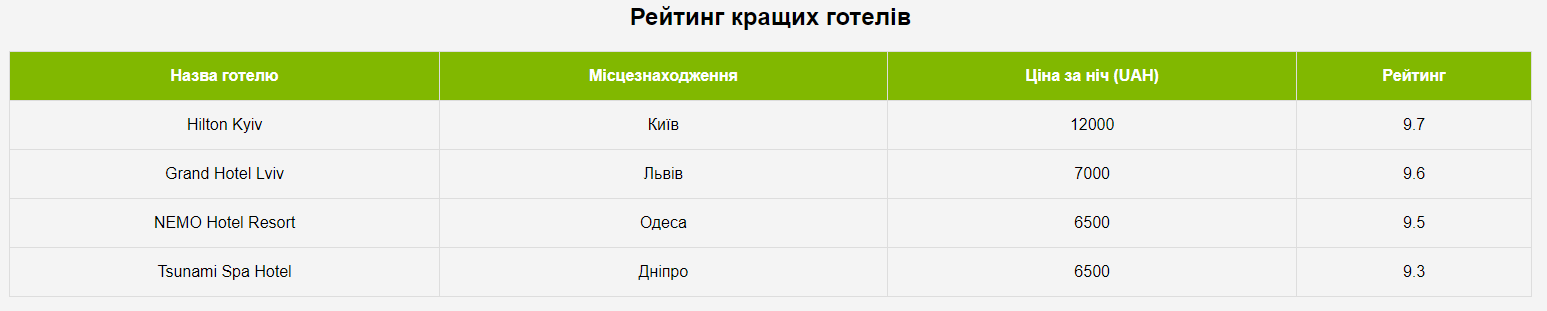 Рейтинг кращих готелів
Назва готелю Місцезнаходження Ціна за ніч (UAH) Рейтинг
Hilton Kyiv Київ 12000 9.7
Grand Hotel Lviv Львів 7000 9.6
NEMO Hotel Resort Одеса 6500 9.5
Tsunami Spa Hotel Дніпро 6500 9.3